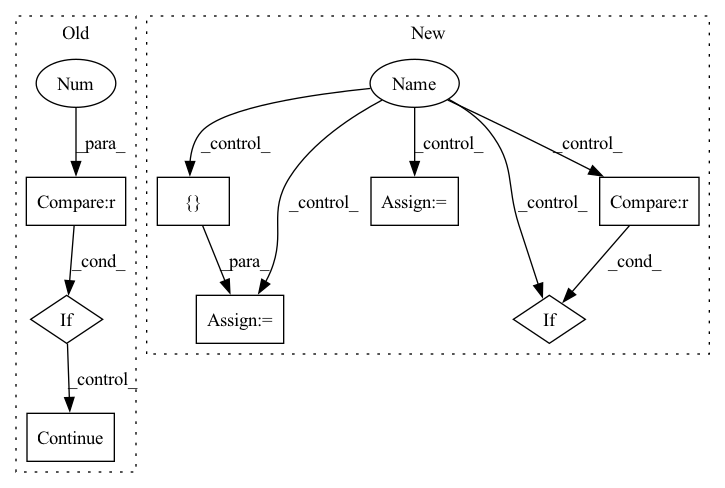 Old
New
Num
Name
_para_
_control_
_control_
_control_
_control_
_control_
Compare:r
{}
Assign:=
Compare:r
_cond_
_para_
_cond_
If
Assign:=
If
_control_
Continue